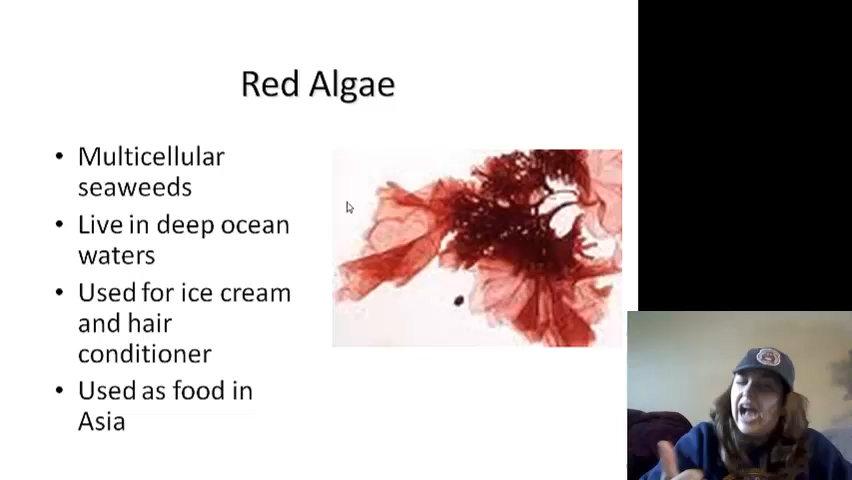 Red Algae
• Multicellular
seaweeds
• Live in deep ocean
waters
• Used for ice cream
and hair
conditioner
• Used as food in
Asia